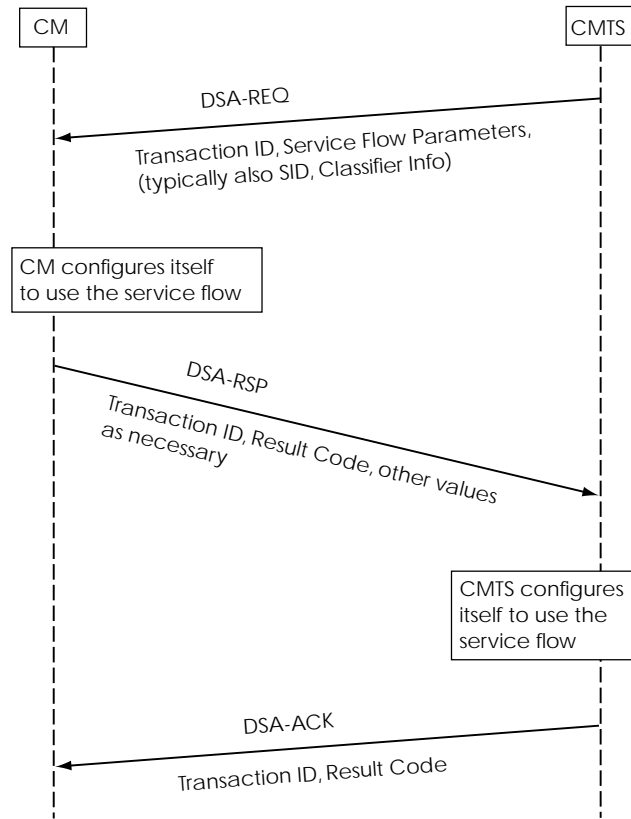 CM
CMTS
DSA-REQ
Transaction ID, Service Flow Parameters,
(typically also SID, Classifier Info)
CM configures itself
to use the service flow
DSA-RSP
Transaction ID, Result Code, other values
as necessary
CMTS configures
itself to use the
service flow
DSA-ACK
Transaction ID, Result Code